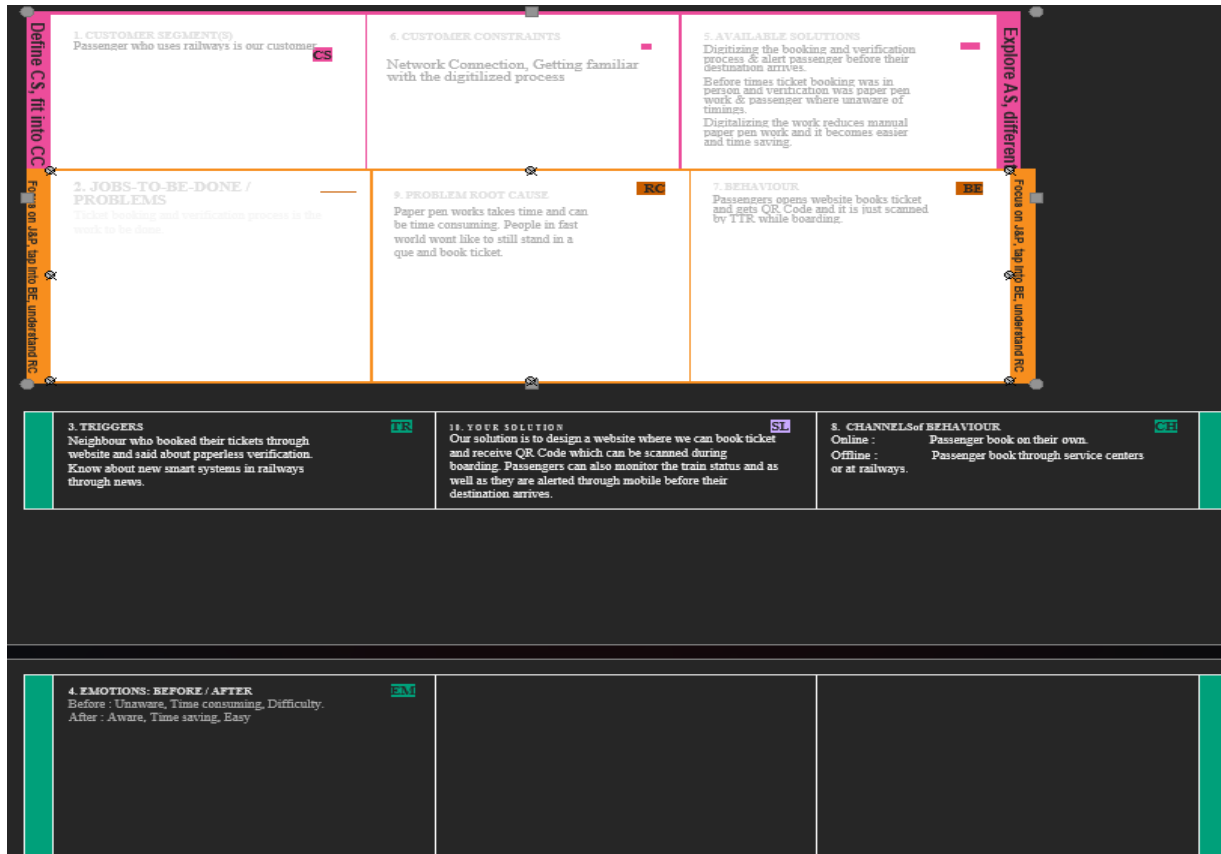 Define CS, fit into CC
1. CUSTOMER SEGMENT(S)
Passenger who uses railways is our customer
CS
6. CUSTOMER CONSTRAINTS
Network Connection, Getting familiar
with the digitilized process
5. AVAILABLE SOLUTIONS
Digitizing the booking and verification
process & alert passenger before their
destination arrives.
Before times ticket booking was in
person and verification was paper pen
work & passenger where unaware of
timings.
Digitalizing the work reduces manual
paper pen work and it becomes easier
and time saving.
Explore AS, different
Focus on J&P, tap into BE, understand RC
2. JOBS-TO-BE-DONE /
PROBLEMS
Ticket booking and verification process is the
work to be done.
9. PROBLEM ROOT CAUSE
RC
Paper pen works takes time and can
be time consuming. People in fast
world wont like to still stand in a
que and book ticket.
7. BEHAVIOUR
BE
Passengers opens website books ticket
and gets QR Code and it is just scanned
by TTR while boarding.
Focus on J&P, tap into BE, understand RC
3. TRIGGERS
TR
Neighbour who booked their tickets through
website and said about paperless verification.
Know about new smart systems in railways
through news.
10. YOUR SOLUTION
SL
Our solution is to design a website where we can book ticket
and receive QR Code which can be scanned during
boarding. Passengers can also monitor the train status and as
well as they are alerted through mobile before their
destination arrives.
8. CHANNELSof BEHAVIOUR
CH
Online : Passenger book on their own.
Offline : Passenger book through service centers
or at railways.
4. EMOTIONS: BEFORE / AFTER
EM
Before : Unaware, Time consuming, Difficulty.
After : Aware, Time saving, Easy